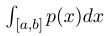 ∫_{[a,b]} p(x)dx